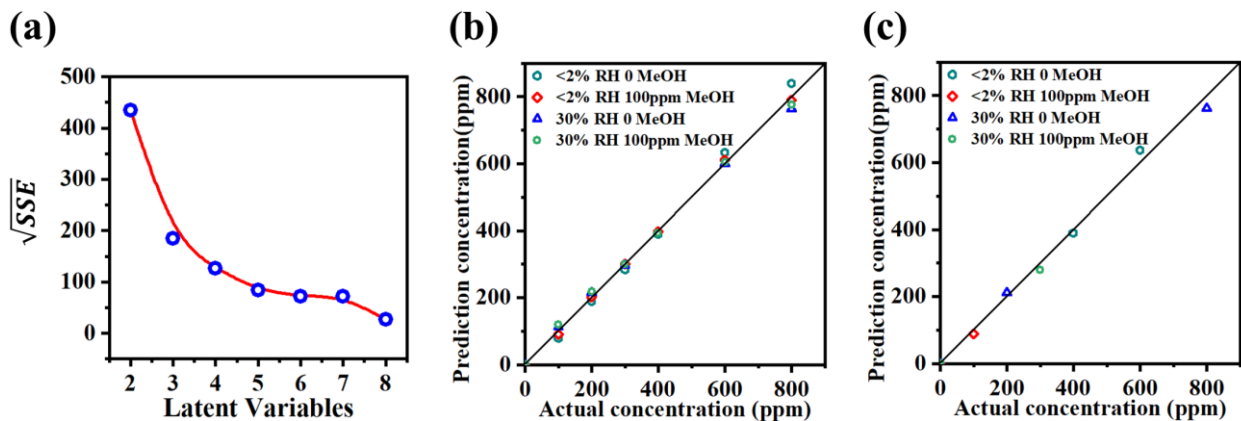 (a)
500
400
300
200
100
0
√SSE
2 3 4 5 6 7 8
Latent Variables
(b)
<2% RH 0 MeOH
<2% RH 100ppm MeOH
30% RH 0 MeOH
30% RH 100ppm MeOH
800
600
400
200
0
Prediction concentration(ppm)
0 200 400 600 800
Actual concentration (ppm)
(c)
<2% RH 0 MeOH
<2% RH 100ppm MeOH
30% RH 0 MeOH
30% RH 100ppm MeOH
800
600
400
200
0
Prediction concentration(ppm)
0 200 400 600 800
Actual concentration (ppm)